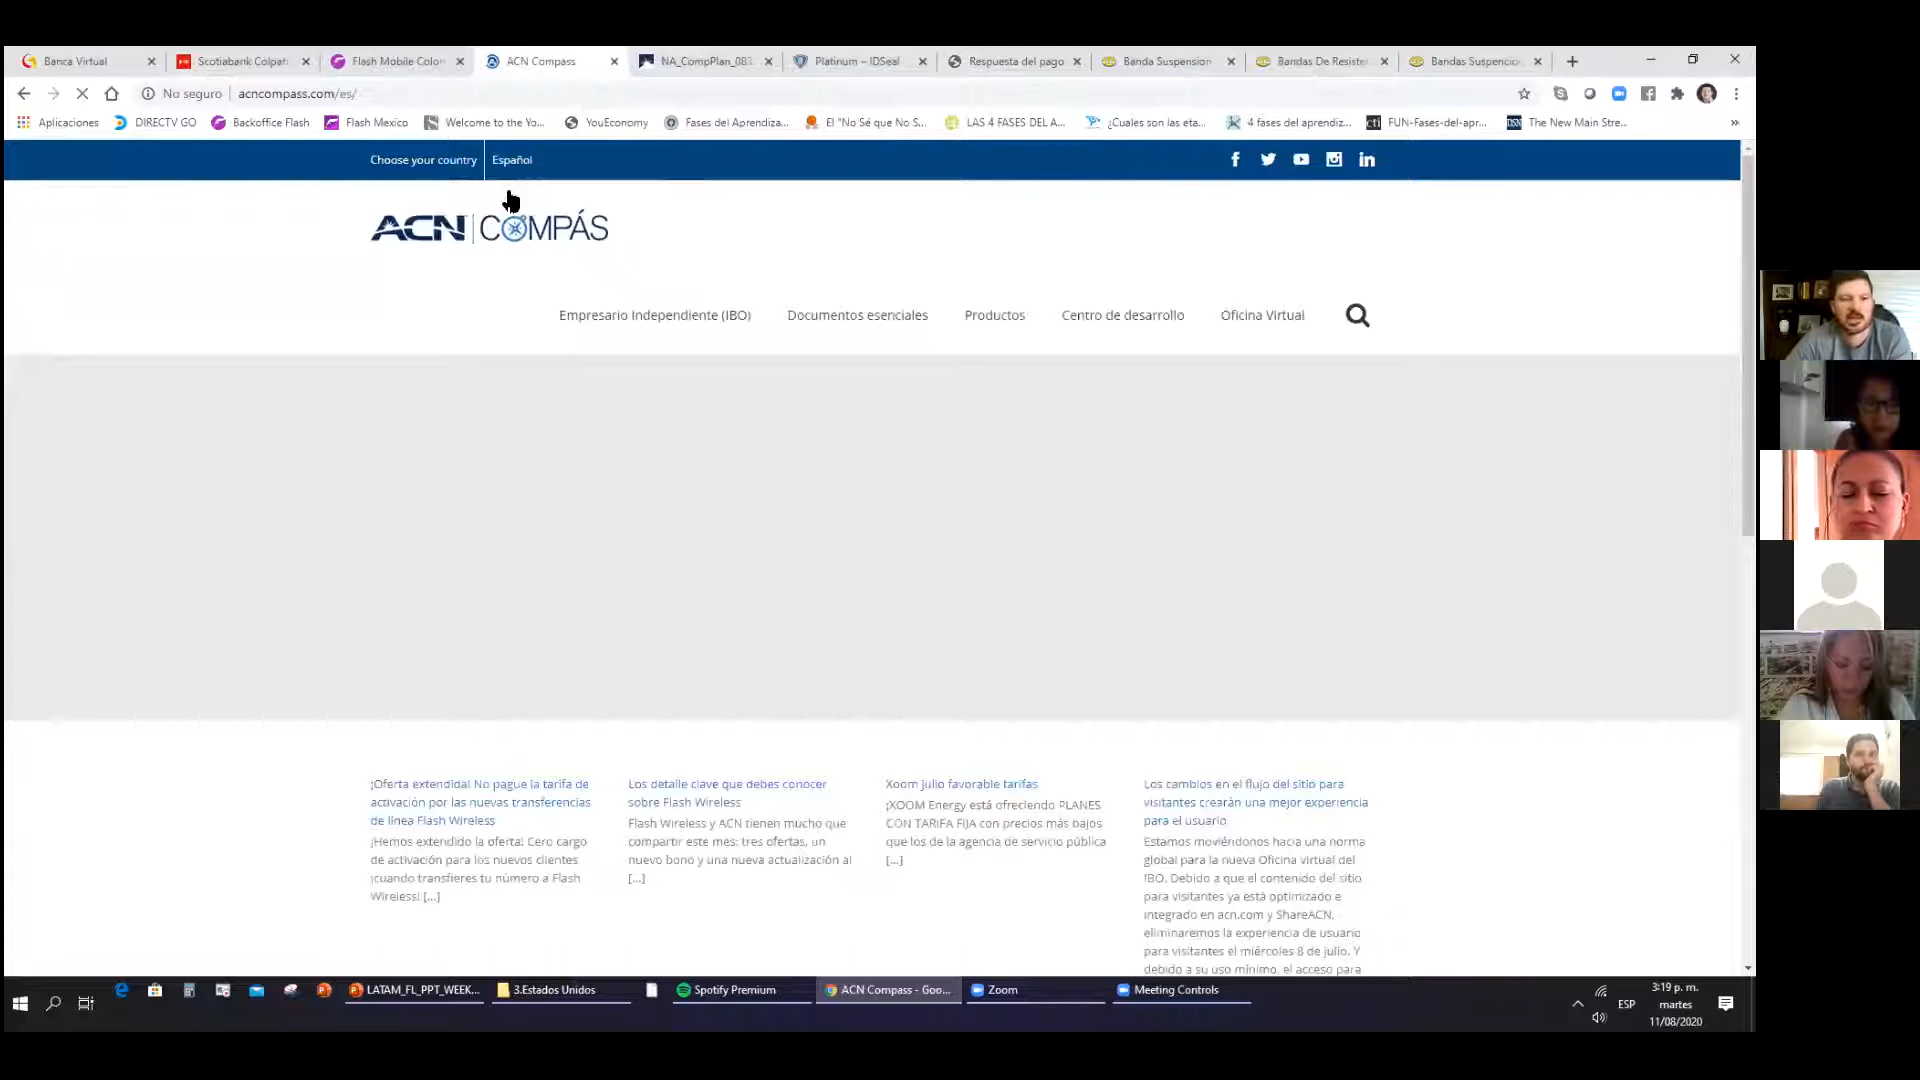 Banca Virtual
Scotiabank Colpat
Flash Mobile Color
ACN Compass
NA_CompPlan_083
Platinum – IDSeal
Respuesta del pago
Banda Suspension
Bandas De Resiste
Bandas Suspencio
No seguro
acncompass.com/es/
Aplicaciones
DIRECTV GO
Backoffice Flash
Flash Mexico
Welcome to the Yo...
YouEconomy
Fases del Aprendiza...
El "No Sé que No S...
LAS 4 FASES DEL A...
¿Cuales son las eta...
4 fases del aprendiz...
FUN-Fases-del-apr...
The New Main Stre...
Choose your country
Español
ACN COMPÁS
Empresario Independiente (IBO)
Documentos esenciales
Productos
Centro de desarrollo
Oficina Virtual
¡Oferta extendida! No pague la tarifa de
activación por las nuevas transferencias
de línea Flash Wireless
¡Hemos extendido la oferta! Cero cargo
de activación para los nuevos clientes
¡cuando transfieres tu número a Flash
Wireless! [...]
Los detalle clave que debes conocer
sobre Flash Wireless
Flash Wireless y ACN tienen mucho que
compartir este mes: tres ofertas, un
nuevo bono y una nueva actualización al
[...]
Xoom julio favorable tarifas
¡XOOM Energy está ofreciendo PLANES
CON TARIFA FIJA con precios más bajos
que los de la agencia de servicio pública
[...]
Los cambios en el flujo del sitio para
visitantes crearán una mejor experiencia
para el usuario
Estamos moviéndonos hacia una norma
global para la nueva Oficina virtual del
IBO. Debido a que el contenido del sitio
para visitantes ya está optimizado e
integrado en acn.com y ShareACN,
eliminaremos la experiencia de usuario
para visitantes el miércoles 8 de julio. Y
debido a su uso mínimo, el acceso para
LATAM_FL_PPT_WEEK...
3.Estados Unidos
Spotify Premium
ACN Compass - Goo...
Zoom
Meeting Controls
ESP
3:19 p. m.
martes
11/08/2020